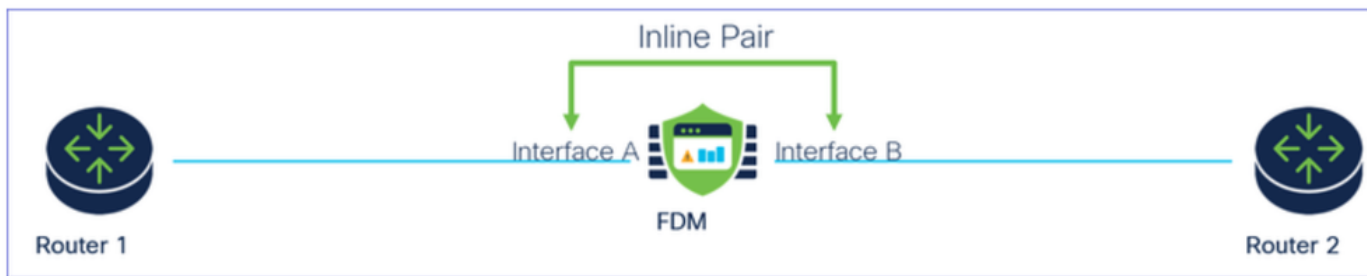 Inline Pair
Interface A
Interface B
FDM
Router 1
Router 2